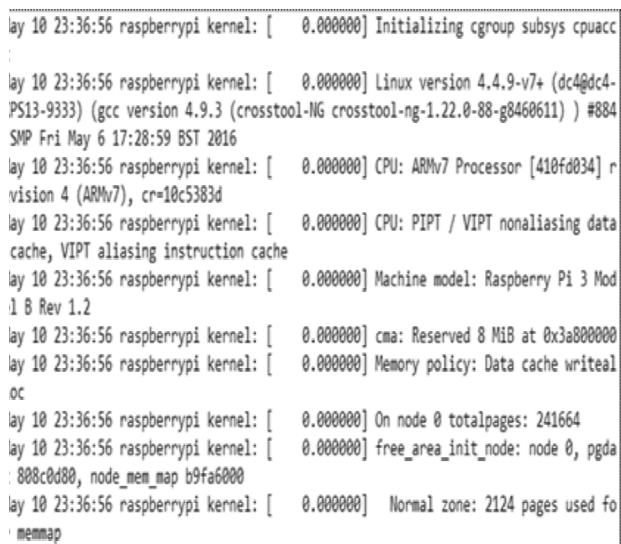 ay 10 23:36:56 raspberrypi kernel: [    0.000000] Initializing cgroup subsys cpuacc
ay 10 23:36:56 raspberrypi kernel: [    0.000000] Linux version 4.4.9-v7+ (dc4@dc4-
PS13-9333) (gcc version 4.9.3 (crosstool-NG crosstool-ng-1.22.0-88-g8460611) ) #884
SMP Fri May 6 17:28:59 BST 2016
ay 10 23:36:56 raspberrypi kernel: [    0.000000] CPU: ARMv7 Processor [410fd034] r
vision 4 (ARMv7), cr=10c5383d
ay 10 23:36:56 raspberrypi kernel: [    0.000000] CPU: PIPT / VIPT nonaliasing data
cache, VIPT aliasing instruction cache
ay 10 23:36:56 raspberrypi kernel: [    0.000000] Machine model: Raspberry Pi 3 Mod
l B Rev 1.2
ay 10 23:36:56 raspberrypi kernel: [    0.000000] cma: Reserved 8 MiB at 0x3a800000
ay 10 23:36:56 raspberrypi kernel: [    0.000000] Memory policy: Data cache writeal
oc
ay 10 23:36:56 raspberrypi kernel: [    0.000000] On node 0 totalpages: 241664
ay 10 23:36:56 raspberrypi kernel: [    0.000000] free_area_init_node: node 0, pgda
808c0d80, node_mem_map b9fa6000
ay 10 23:36:56 raspberrypi kernel: [    0.000000]   Normal zone: 2124 pages used fo
memmap